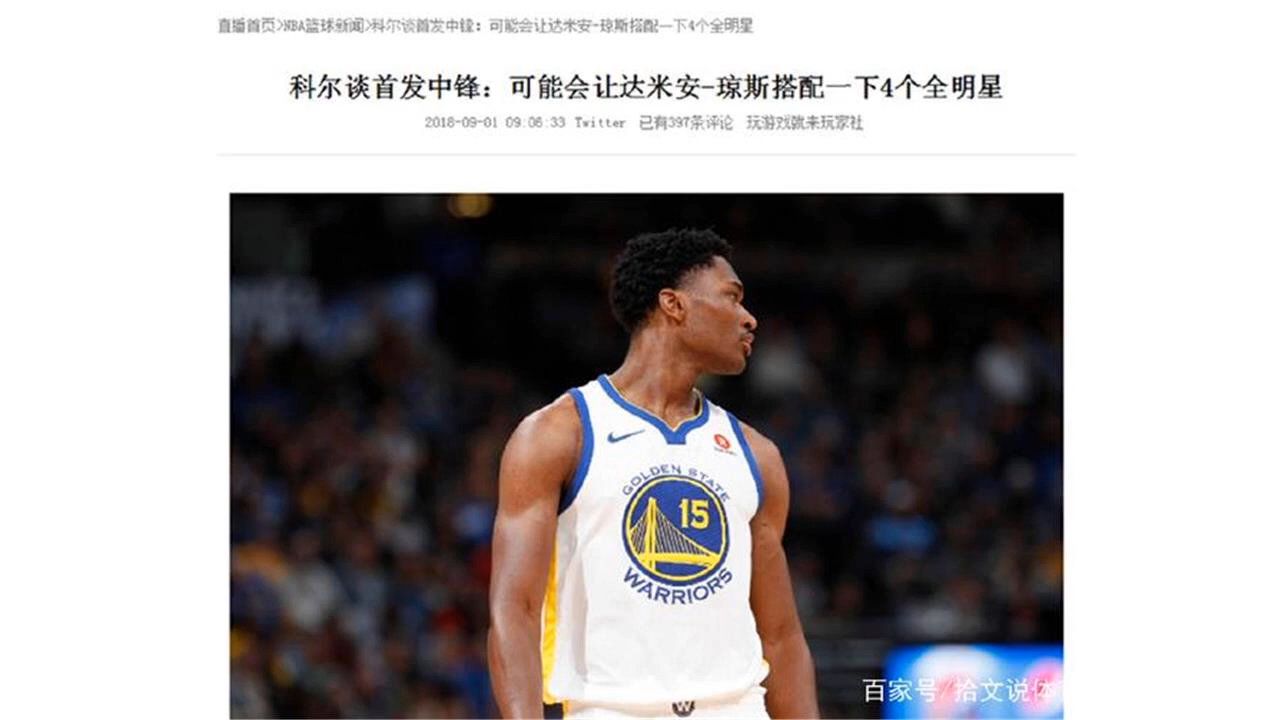 直播首页>NBA篮球新闻>科尔谈首发中锋：可能会让达米安-琼斯搭配一下4个全明星
科尔谈首发中锋：可能会让达米安-琼斯搭配一下4个全明星
2018-09-01 09:06:33 Twitter 已有397条评论 玩游戏就来玩家社
GOLDEN STATE
15
WARRIORS
百家号/拾文说体